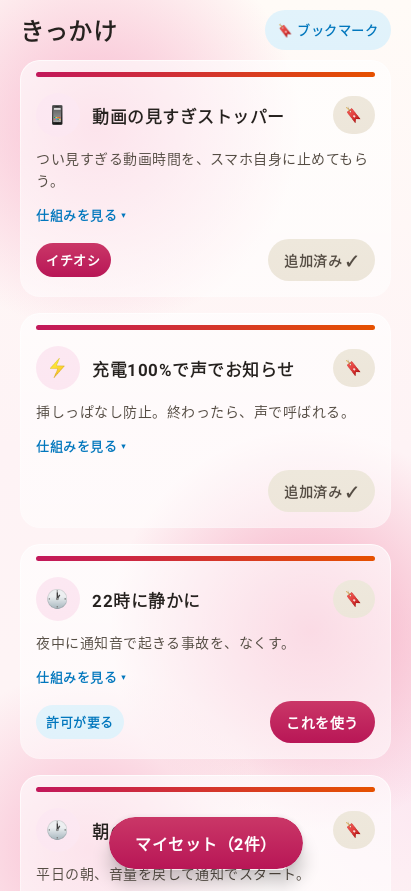 きっかけ
ブックマーク
動画の見すぎストッパー
つい見すぎる動画時間を、スマホ自身に止めてもら
う。
仕組みを見る ▾
イチオシ
追加済み ✓
充電100%で声でお知らせ
挿しっぱなし防止。終わったら、声で呼ばれる。
仕組みを見る ▾
追加済み ✓
22時に静かに
夜中に通知音で起きる事故を、なくす。
仕組みを見る ▾
許可が要る
これを使う
朝
マイセット（2件）
平日の朝、音量を戻して通知でスタート。